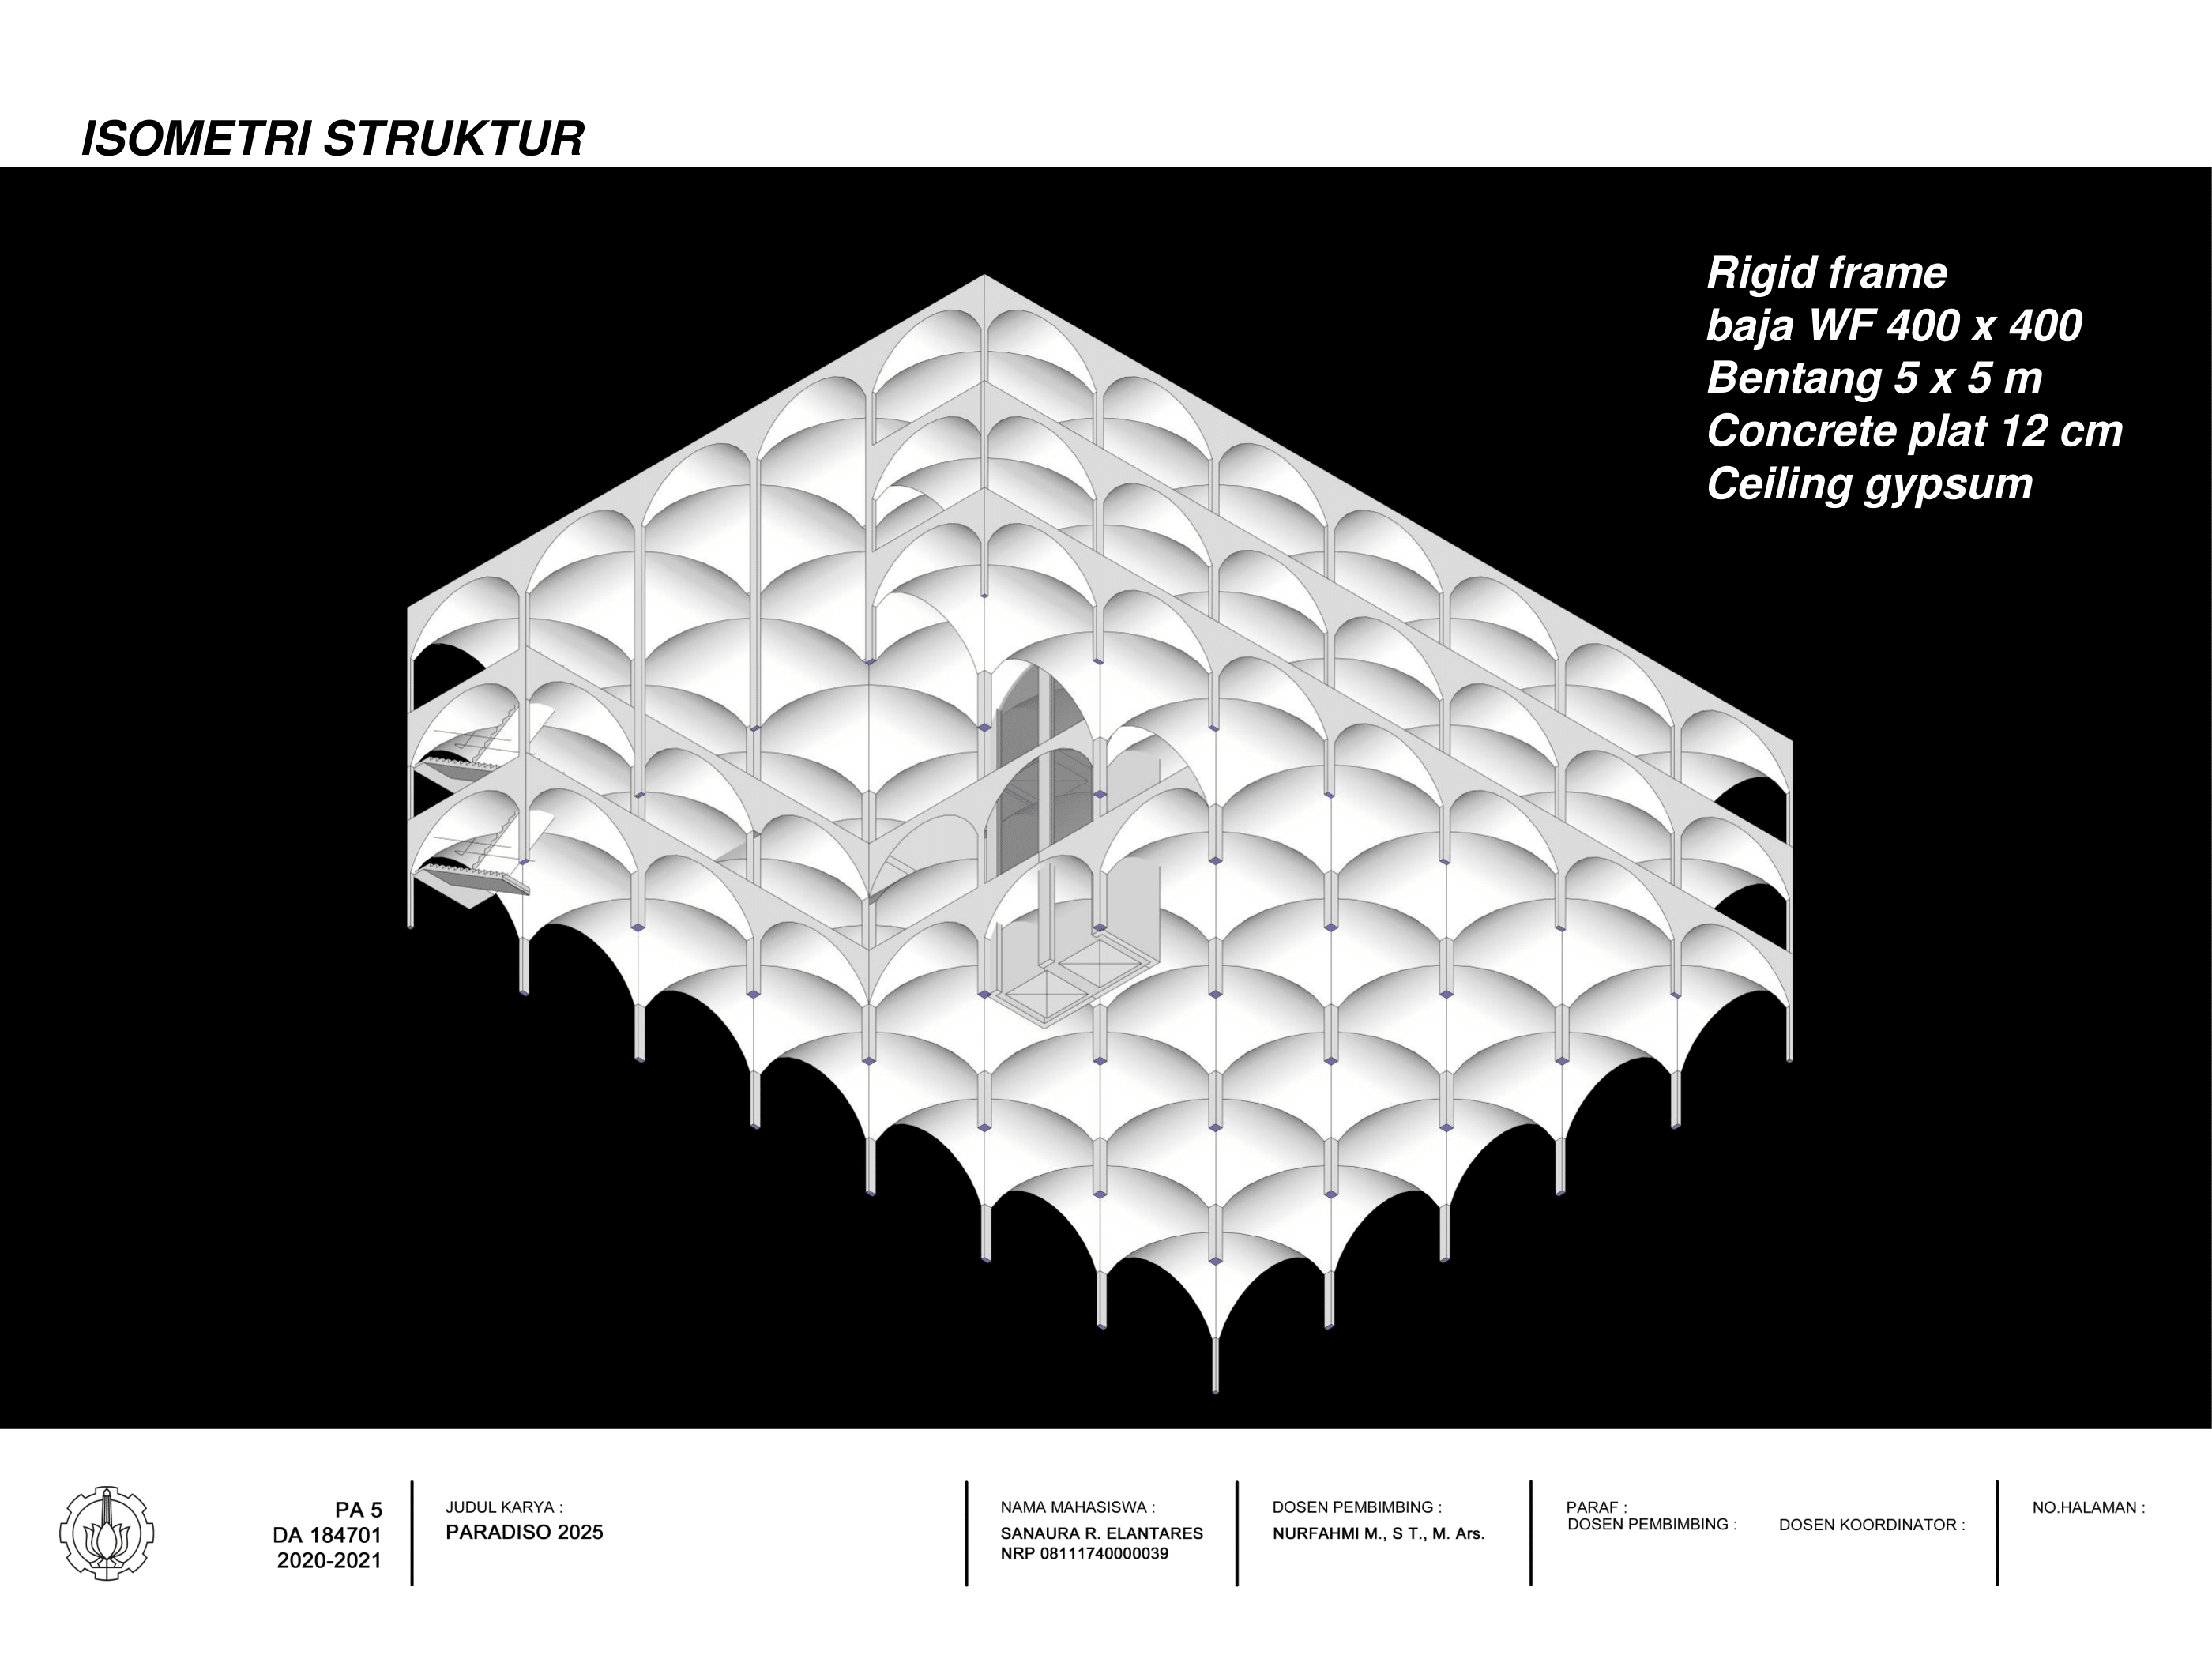 ISOMETRI STRUKTUR
Rigid frame
baja WF 400 x 400
Bentang 5 x 5 m
Concrete plat 12 cm
Ceiling gypsum
PA 5
DA 184701
2020-2021
JUDUL KARYA :
PARADISO 2025
NAMA MAHASISWA :
SANAURA R. ELANTARES
NRP 08111740000039
DOSEN PEMBIMBING :
NURFAHMI M., S T., M. Ars.
PARAF :
DOSEN PEMBIMBING :
DOSEN KOORDINATOR :
NO.HALAMAN :